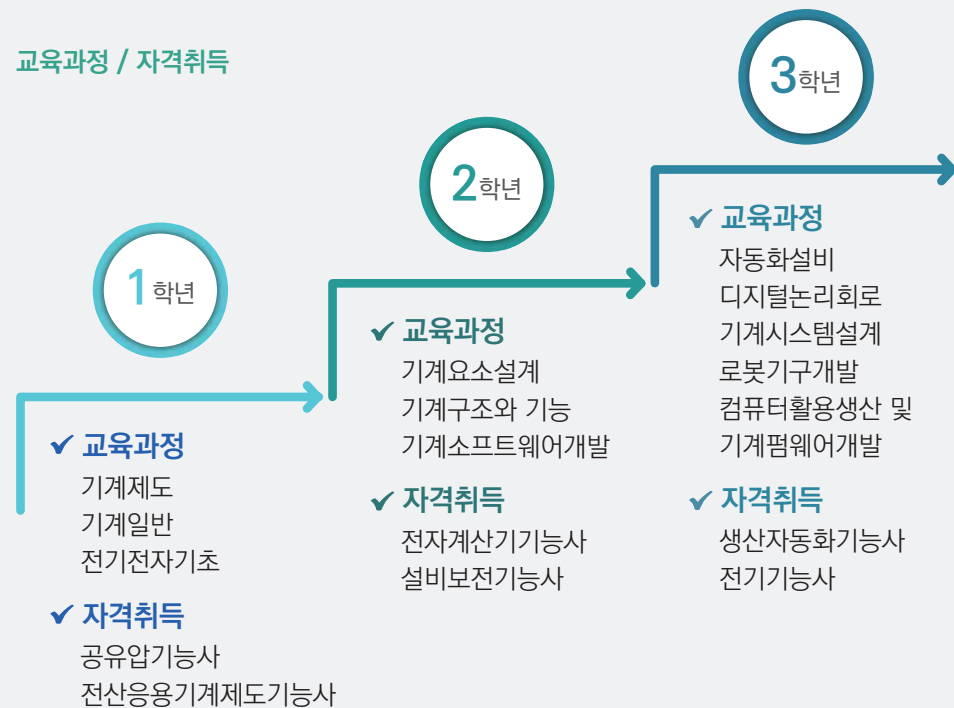 교육과정 / 자격취득
1학년
✔ 교육과정
기계제도
기계일반
전기전자기초
✔ 자격취득
공유압기능사
전산응용기계제도기능사
2학년
✔ 교육과정
기계요소설계
기계구조와 기능
기계소프트웨어개발
✔ 자격취득
전자계산기기능사
설비보전기능사
3학년
✔ 교육과정
자동화설비
디지털논리회로
기계시스템설계
로봇기구개발
컴퓨터활용생산 및
기계펌웨어개발
✔ 자격취득
생산자동화기능사
전기기능사